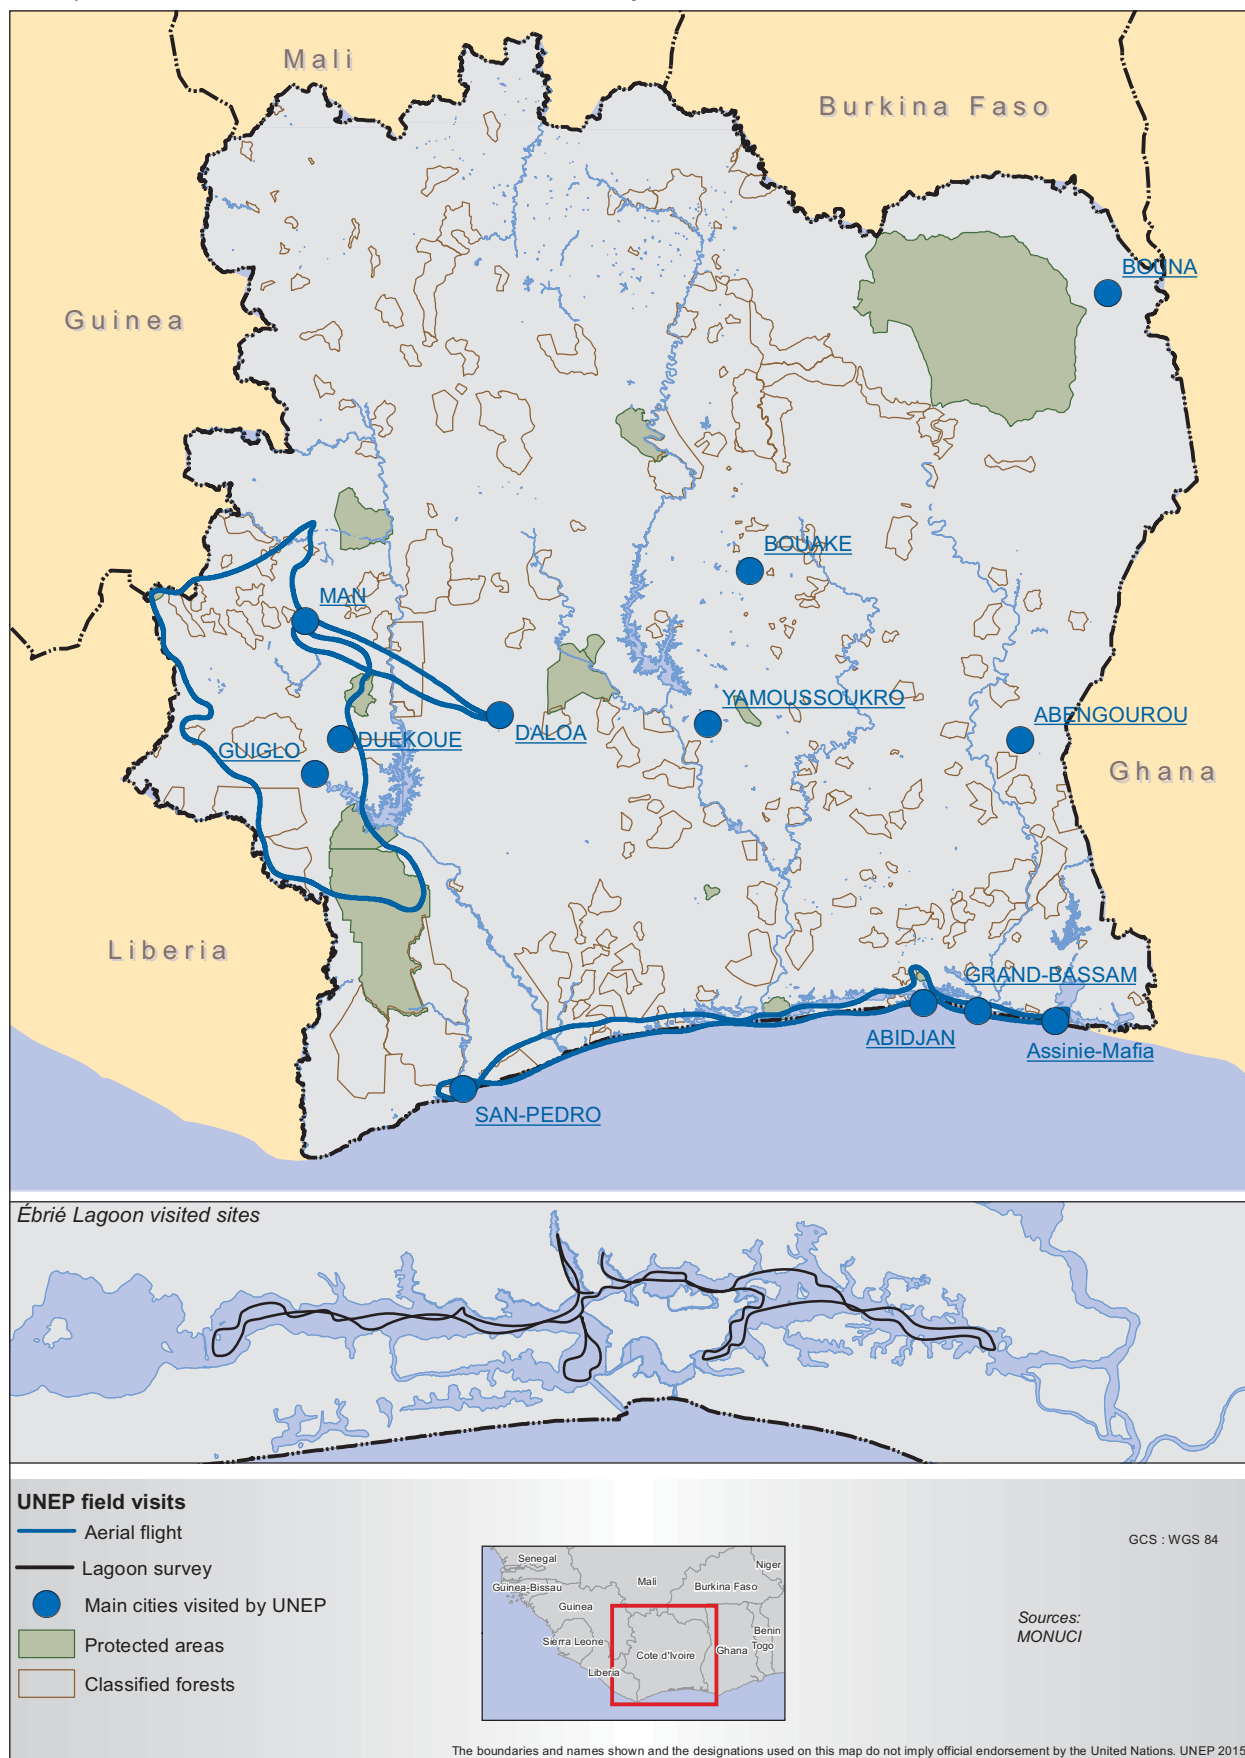 Mali
Burkina Faso
BOUNA
Guinea
BOUAKE
MAN
YAMOUSSOUKRO
ABENGOUROU
DALOA
DUEKOUE
GUIGLO
Ghana
Liberia
GRAND-BASSAM
ABIDJAN
Assinie-Mafia
SAN-PEDRO
Ébrié Lagoon visited sites
UNEP field visits
Aerial flight
Lagoon survey
Main cities visited by UNEP
Protected areas
Classified forests
Senegal
Niger
Mali
Guinea-Bissau
Burkina Faso
Guinea
Benin
Sierra Leone
Togo
Ghana
Cote d'Ivoire
Liberia
GCS : WGS 84
Sources:
MONUCI
The boundaries and names shown and the designations used on this map do not imply official endorsement by the United Nations. UNEP 2015